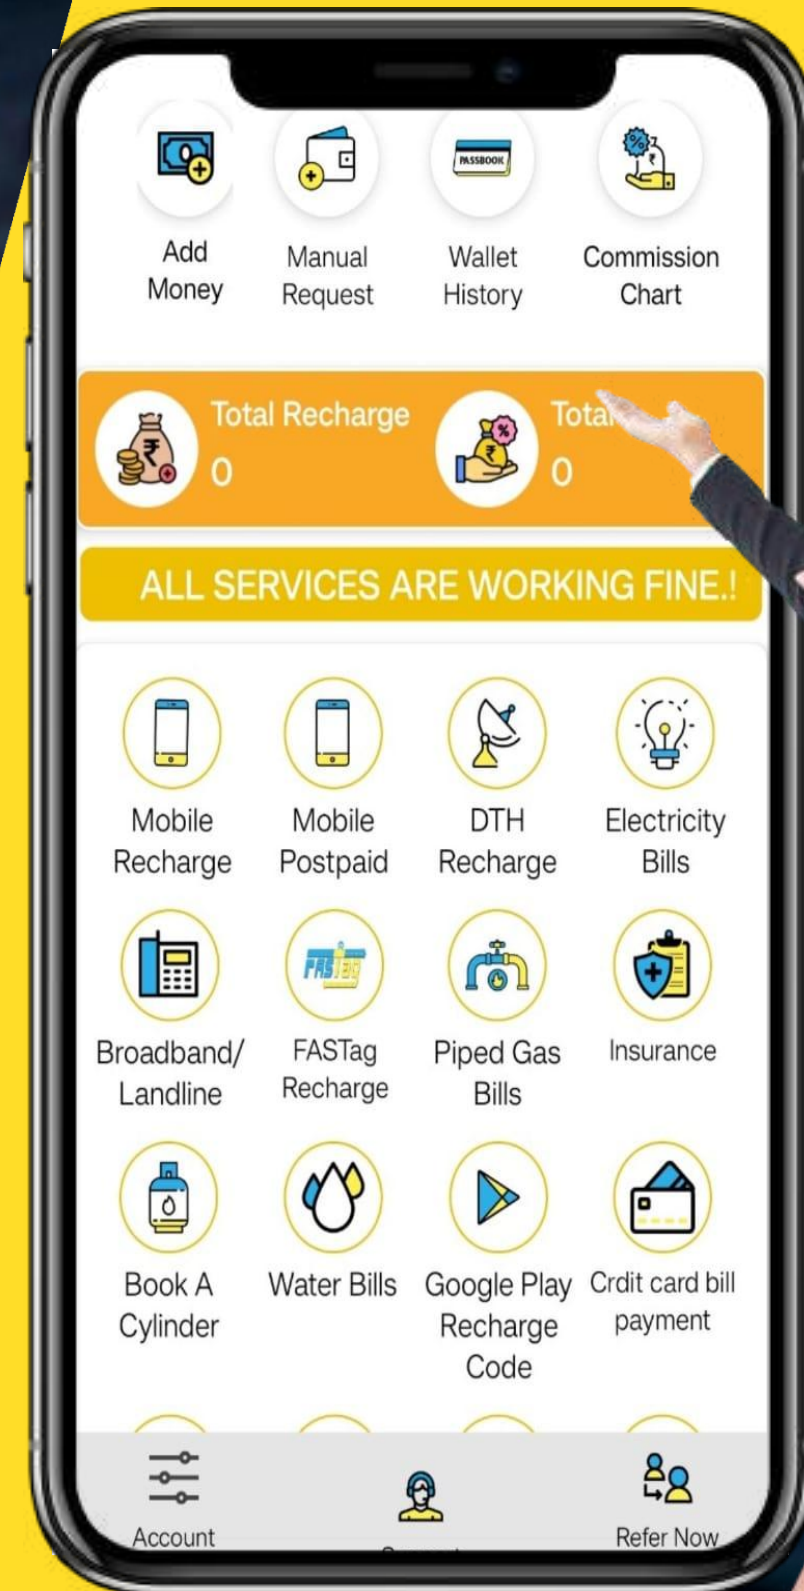 PASSBOOK
Add
Money
Manual
Request
Wallet
History
Commission
Chart
Total Recharge
0
Total
0
ALL SERVICES ARE WORKING FINE.!
Mobile
Recharge
Mobile
Postpaid
DTH
Recharge
Electricity
Bills
Broadband/
Landline
FASTag
FASTag
Recharge
Piped Gas
Bills
Insurance
Book A
Cylinder
Water Bills
Google Play
Recharge
Code
Crdit card bill
payment
Account
Refer Now